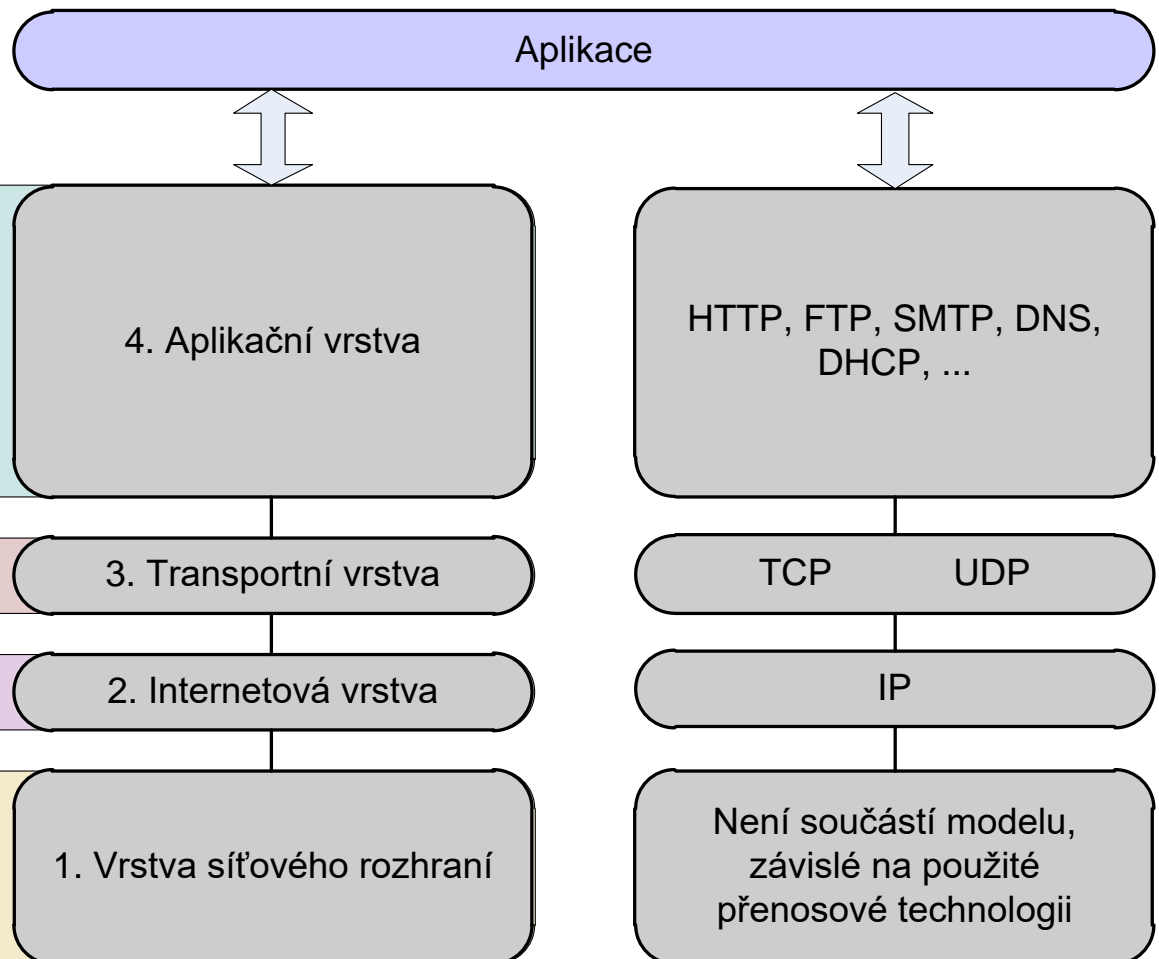 Aplikace
4. Aplikační vrstva
HTTP, FTP, SMTP, DNS,
DHCP, ...
3. Transportní vrstva
TCP UDP
2. Internetová vrstva
IP
1. Vrstva síťového rozhraní
Není součástí modelu,
závislé na použité
přenosové technologii